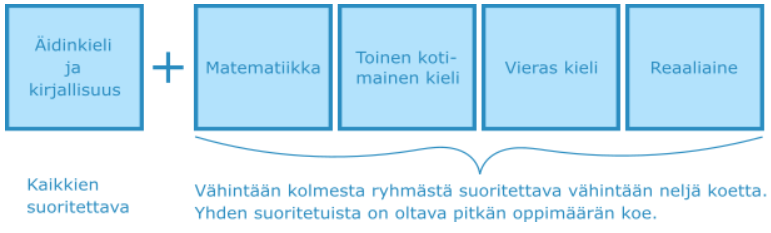 Äidinkieli
ja
kirjallisuus
+
Matematiikka
Toinen koti-
mainen kieli
Vieras kieli
Reaaliaine
Kaikkien
suoritettava
Vähintään kolmesta ryhmästä suoritettava vähintään neljä koetta.
Yhden suoritetuista on oltava pitkän oppimäärän koe.